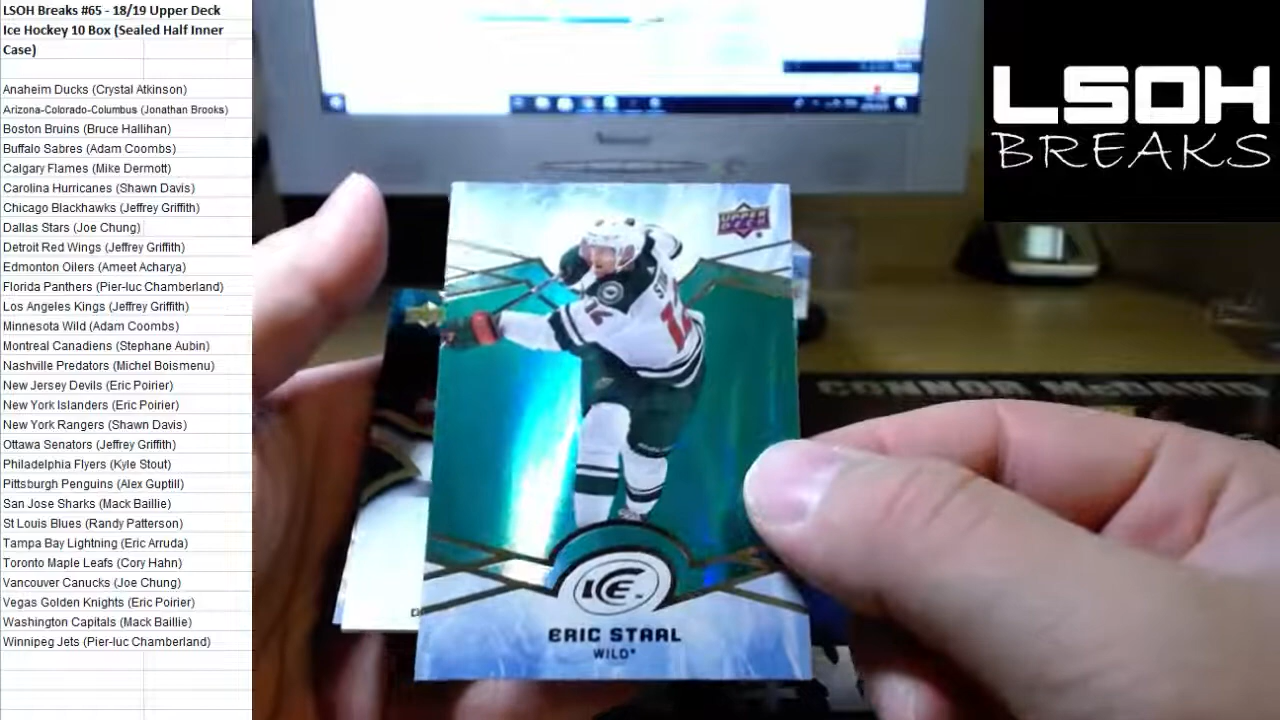 LSOH Breaks #65 - 18/19 Upper Deck
Ice Hockey 10 Box (Sealed Half Inner
Case)
Anaheim Ducks (Crystal Atkinson)
Arizona-Colorado-Columbus (Jonathan Brooks)
Boston Bruins (Bruce Hallihan)
Buffalo Sabres (Adam Coombs)
Calgary Flames (Mike Dermott)
Carolina Hurricanes (Shawn Davis)
Chicago Blackhawks (Jeffrey Griffith)
Dallas Stars (Joe Chung)
Detroit Red Wings (Jeffrey Griffith)
Edmonton Oilers (Ameet Acharya)
Florida Panthers (Pier-luc Chamberland)
Los Angeles Kings (Jeffrey Griffith)
Minnesota Wild (Adam Coombs)
Montreal Canadiens (Stephane Aubin)
Nashville Predators (Michel Boismenu)
New Jersey Devils (Eric Poirier)
New York Islanders (Eric Poirier)
New York Rangers (Shawn Davis)
Ottawa Senators (Jeffrey Griffith)
Philadelphia Flyers (Kyle Stout)
Pittsburgh Penguins (Alex Guptill)
San Jose Sharks (Mack Baillie)
St Louis Blues (Randy Patterson)
Tampa Bay Lightning (Eric Arruda)
Toronto Maple Leafs (Cory Hahn)
Vancouver Canucks (Joe Chung)
Vegas Golden Knights (Eric Poirier)
Washington Capitals (Mack Baillie)
Winnipeg Jets (Pier-luc Chamberland)
LSOH
BREAKS
UPPER
DECK
CONNOR McDAVID
ICE
ERIC STAAL
WILD